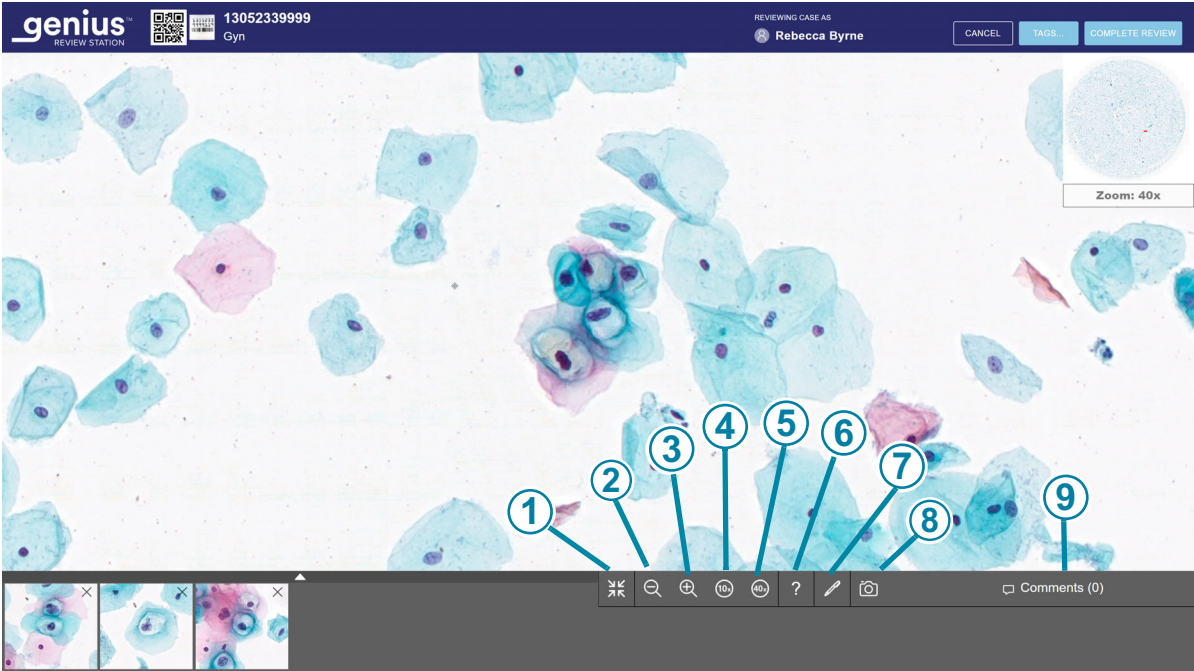 genius™
REVIEW STATION
13052339999
Gyn
REVIEWING CASE AS
Rebecca Byrne
CANCEL
TAGS...
COMPLETE REVIEW
Zoom: 40x
1
2
3
4
5
6
7
8
9
10x
40x
?
Comments (0)